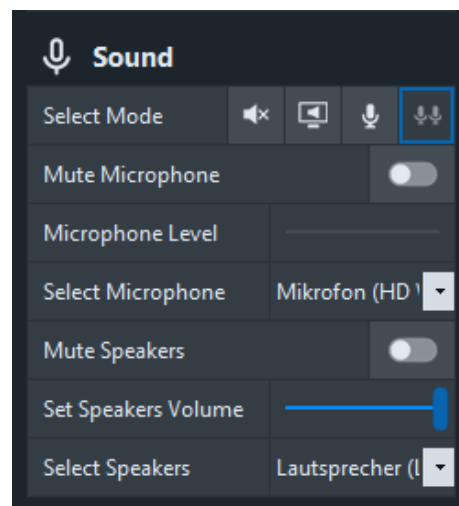 Sound
Select Mode
Mute Microphone
Microphone Level
Select Microphone Mikrofon (HD
Mute Speakers
Set Speakers Volume
Select Speakers Lautsprecher (